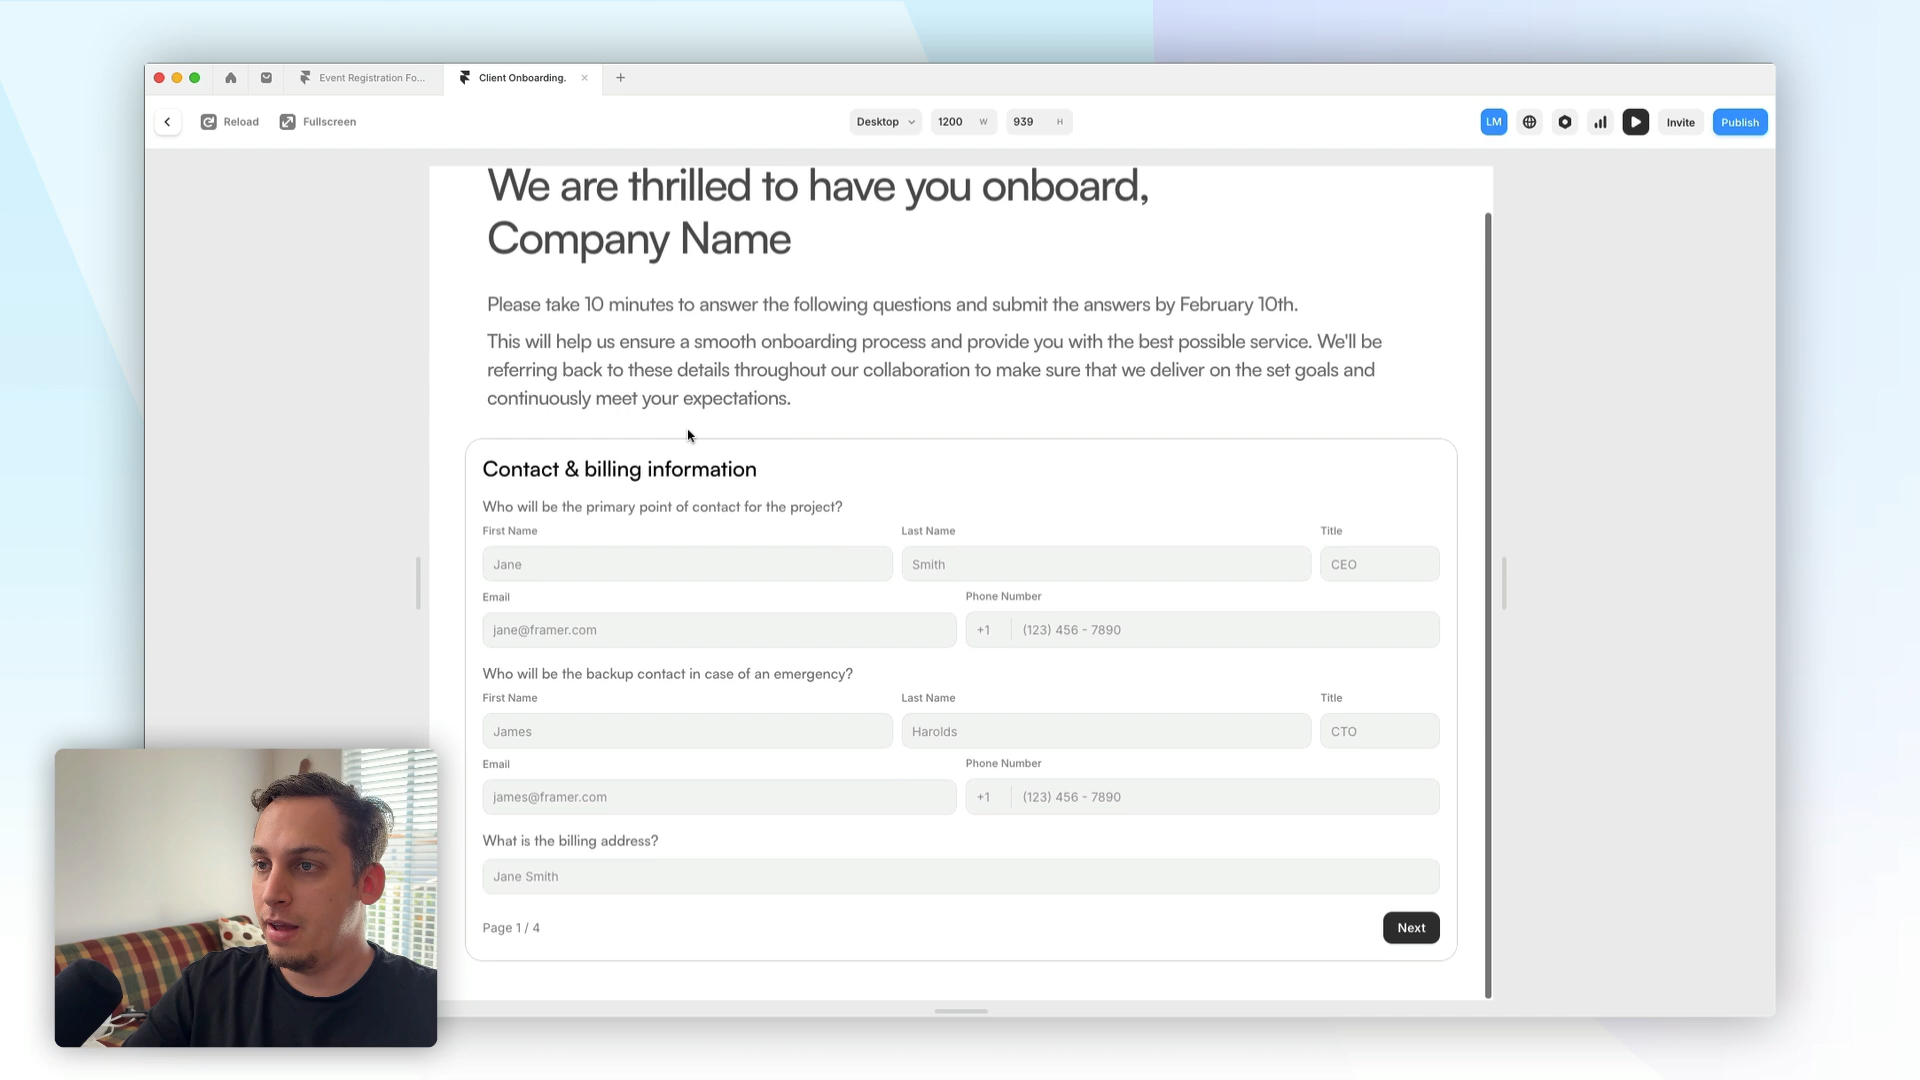 Event Registration Fo...
Client Onboarding.
Reload
Fullscreen
Desktop
1200 W
939 H
LM
Invite
Publish
We are thrilled to have you onboard,
Company Name
Please take 10 minutes to answer the following questions and submit the answers by February 10th.
This will help us ensure a smooth onboarding process and provide you with the best possible service. We'll be
referring back to these details throughout our collaboration to make sure that we deliver on the set goals and
continuously meet your expectations.
Contact & billing information
Who will be the primary point of contact for the project?
First Name
Last Name
Title
Jane
Smith
CEO
Email
Phone Number
jane@framer.com
+1
(123) 456 - 7890
Who will be the backup contact in case of an emergency?
First Name
Last Name
Title
James
Harolds
CTO
Email
Phone Number
james@framer.com
+1
(123) 456 - 7890
What is the billing address?
Jane Smith
Page 1 / 4
Next